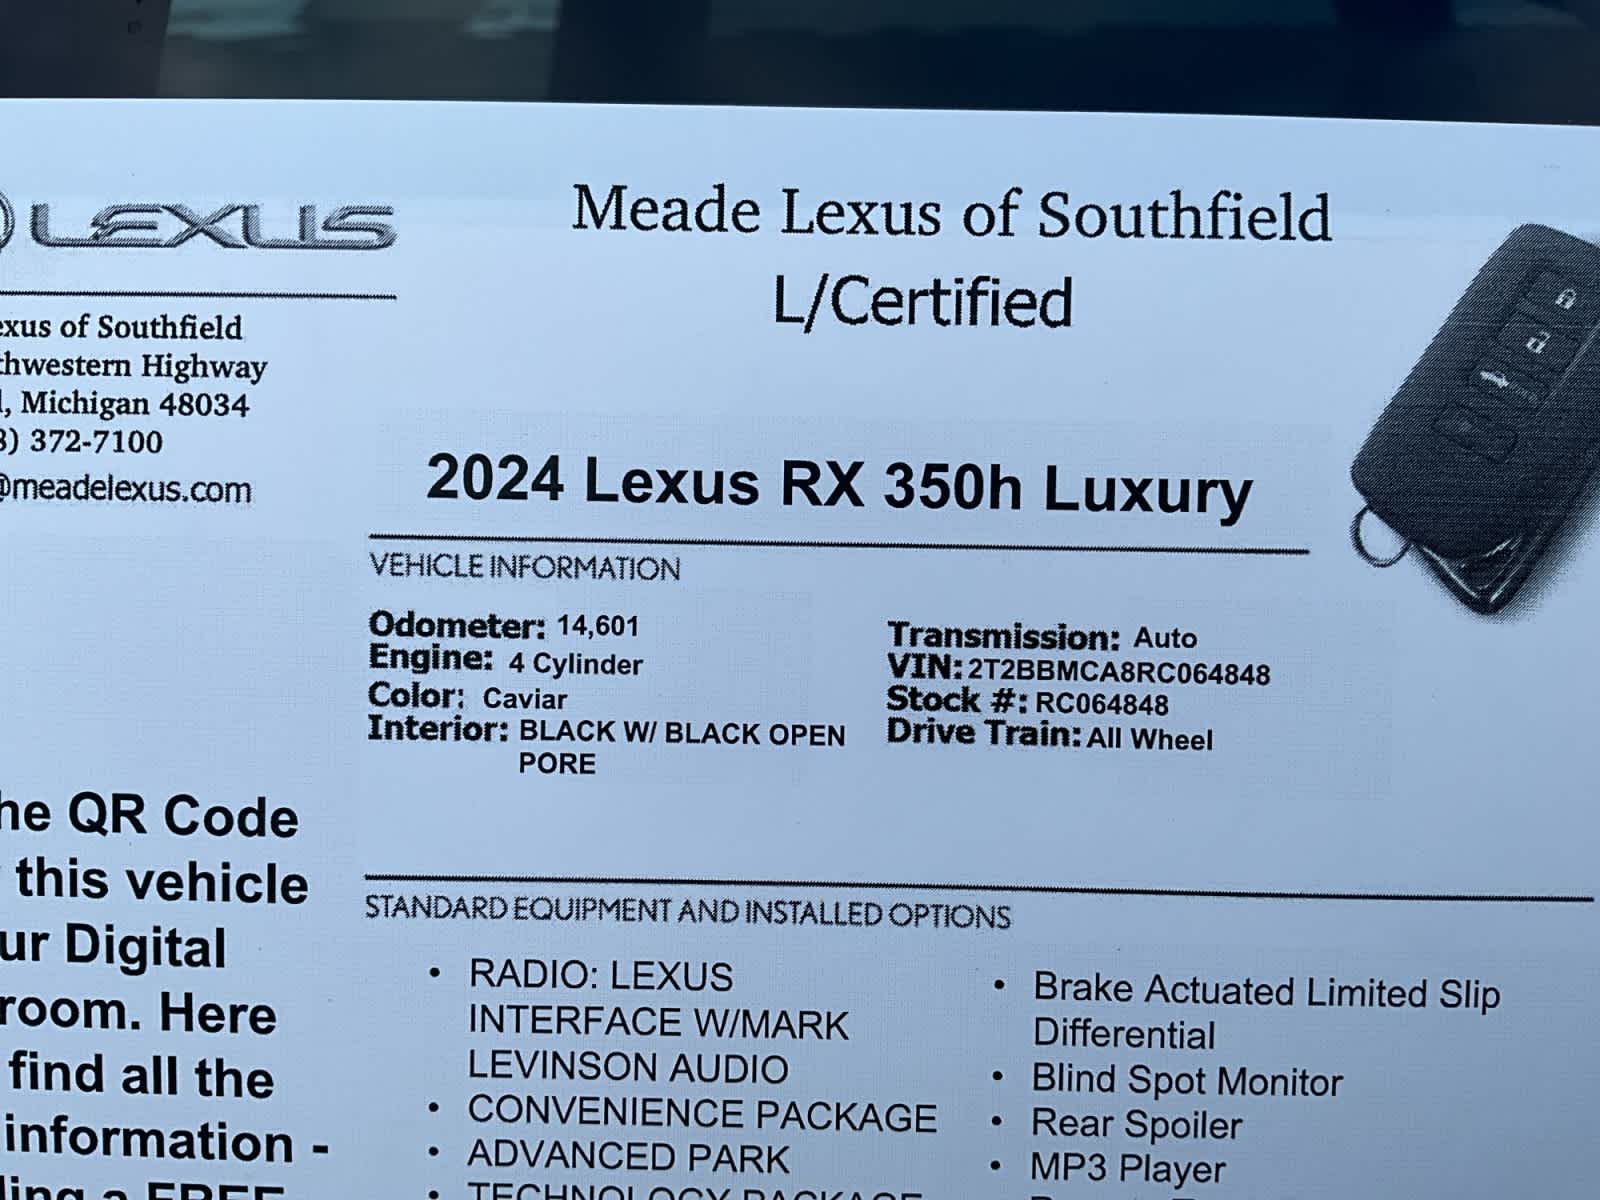 LEXUS
Meade Lexus of Southfield
L/Certified
of Southfield
Highway
Michigan 48034
372-7100
@meadelexus.com
2024 Lexus RX 350h Luxury
VEHICLE INFORMATION
Odometer: 14,601
Engine: 4 Cylinder
Color: Caviar
Interior: BLACK W/ BLACK OPEN
PORE
Transmission: Auto
VIN: 2T2BBMCA8RC064848
Stock #: RC064848
Drive Train: All Wheel
QR Code
this vehicle
Digital
room. Here
find all the
information -
STANDARD EQUIPMENT AND INSTALLED OPTIONS
• RADIO: LEXUS
INTERFACE W/MARK
LEVINSON AUDIO
• CONVENIENCE PACKAGE
• ADVANCED PARK
• TECHNOLOGY PACKAGE
• Brake Actuated Limited Slip
Differential
• Blind Spot Monitor
• Rear Spoiler
• MP3 Player